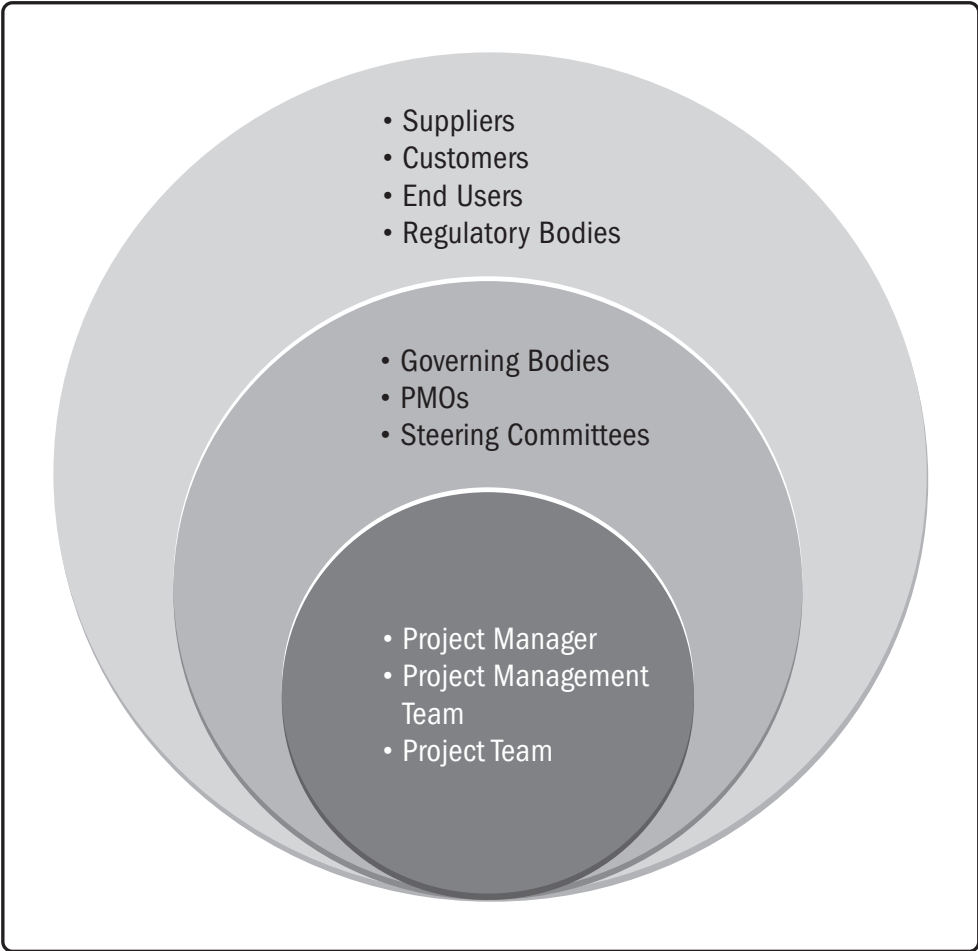 • Suppliers
• Customers
• End Users
• Regulatory Bodies
• Governing Bodies
• PMOs
• Steering Committees
• Project Manager
• Project Management
Team
• Project Team